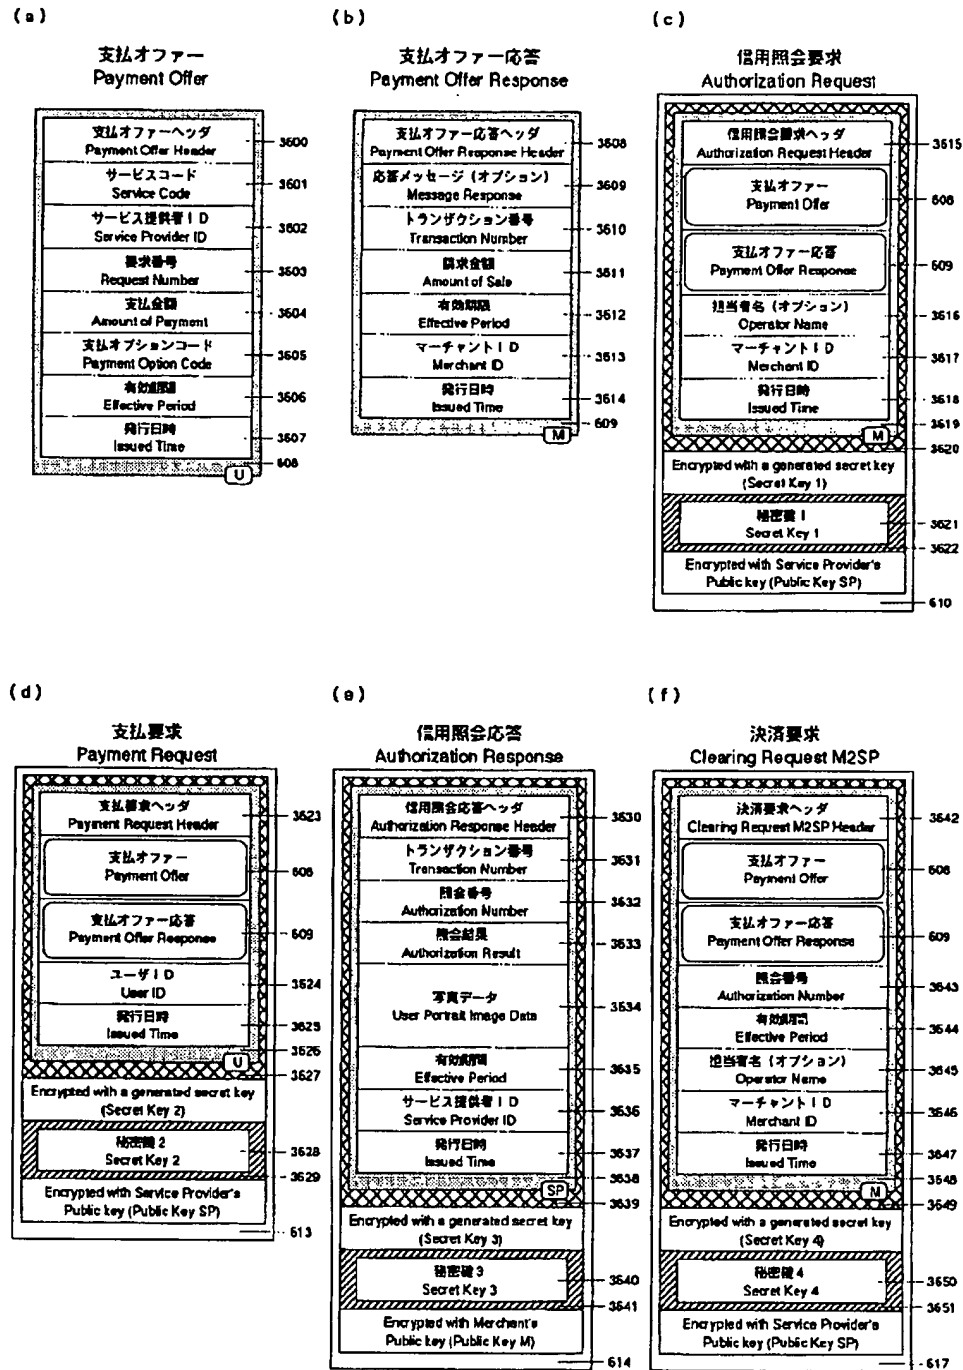 (a)
支払オファー
Payment Offer
支払オファーヘッダ
Payment Offer Header
3600
サービスコード
Service Code
3601
サービス提供者ID
Service Provider ID
3602
要求番号
Request Number
3603
支払金額
Amount of Payment
3604
支払オプションコード
Payment Option Code
3605
有効期間
Effective Period
3606
発行日時
Issued Time
3607
608
U
(b)
支払オファー応答
Payment Offer Response
支払オファー応答ヘッダ
Payment Offer Response Header
3608
応答メッセージ(オプション)
Message Response
3609
トランザクション番号
Transaction Number
3610
請求金額
Amount of Sale
3611
有効期限
Effective Period
3612
マーチャントID
Merchant ID
3613
発行日時
Issued Time
3614
609
M
(c)
信用照会要求
Authorization Request
信用照会要求ヘッダ
Authorization Request Header
3615
支払オファー
Payment Offer
608
支払オファー応答
Payment Offer Response
609
担当者名(オプション)
Operator Name
3616
マーチャントID
Merchant ID
3617
発行日時
Issued Time
3618
3619
M
3620
Encrypted with a generated secret key
(Secret Key 1)
秘密鍵1
Secret Key 1
3621
3622
Encrypted with Service Provider's
Public key (Public Key SP)
610
(d)
支払要求
Payment Request
支払要求ヘッダ
Payment Request Header
3623
支払オファー
Payment Offer
608
支払オファー応答
Payment Offer Response
609
ユーザID
User ID
3524
発行日時
Issued Time
3625
3626
U
3627
Encrypted with a generated secret key
(Secret Key 2)
秘密鍵2
Secret Key 2
3628
3629
Encrypted with Service Provider's
Public key (Public Key SP)
613
(e)
信用照会応答
Authorization Response
信用照会応答ヘッダ
Authorization Response Header
3630
トランザクション番号
Transaction Number
3631
照会番号
Authorization Number
3632
照会結果
Authorization Result
3633
写真データ
User Portrait Image Data
3634
有効期間
Effective Period
3635
サービス提供者ID
Service Provider ID
3636
発行日時
Issued Time
3637
3638
SP
3639
Encrypted with a generated secret key
(Secret Key 3)
秘密鍵3
Secret Key 3
3640
3641
Encrypted with Merchant's
Public key (Public Key M)
614
(f)
決済要求
Clearing Request M2SP
決済要求ヘッダ
Clearing Request M2SP Header
3642
支払オファー
Payment Offer
608
支払オファー応答
Payment Offer Response
609
照会番号
Authorization Number
3643
有効期間
Effective Period
3644
担当者名(オプション)
Operator Name
3645
マーチャントID
Merchant ID
3646
発行日時
Issued Time
3647
3648
M
3649
Encrypted with a generated secret key
(Secret Key 4)
秘密鍵4
Secret Key 4
3650
3651
Encrypted with Service Provider's
Public key (Public Key SP)
617